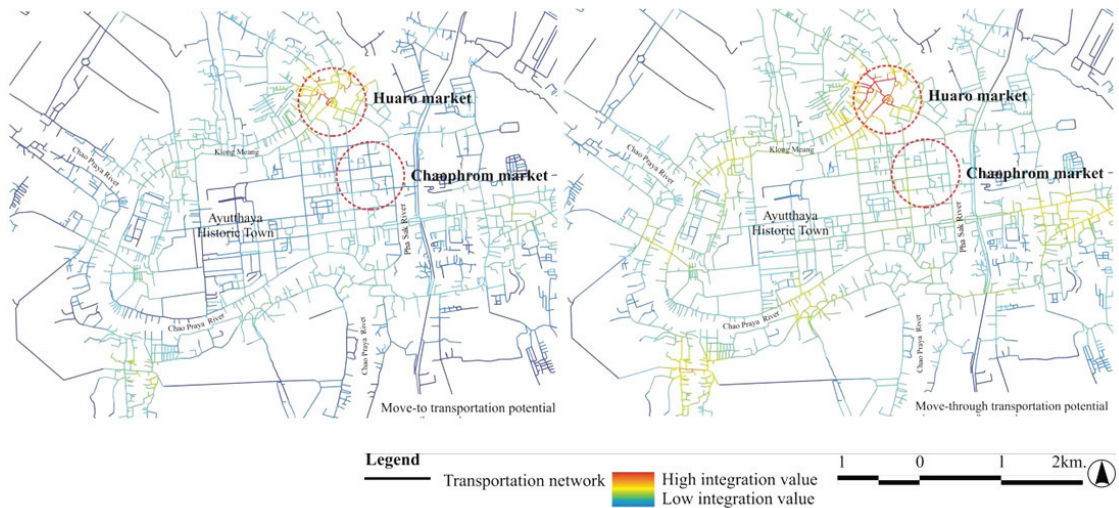 Huaro market
Chao Praya River
Klong Meang
Chaophrom market
Ayutthaya
Historic Town
Pha Sak River
Chao Praya River
Chao Praya River
Move-to transportation potential
Huaro market
Chao Praya River
Klong Meang
Chaophrom market
Ayutthaya
Historic Town
Pha Sak River
Chao Praya River
Chao Praya River
Move-through transportation potential
Legend
Transportation network
High integration value
Low integration value
1 0 1 2km.